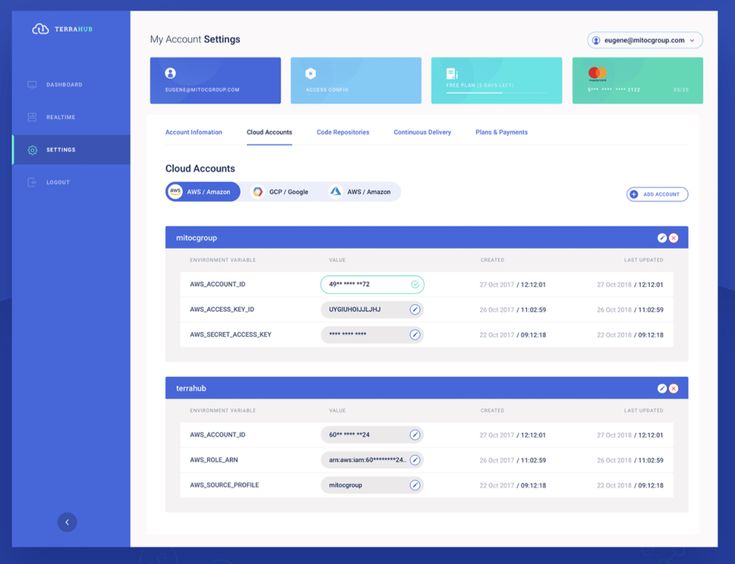 TERRAHUB
My Account Settings
eugene@mitocgroup.com
DASHBOARD
REALTIME
SETTINGS
LOGOUT
EUGENE@MITOCGROUP.COM
ACCESS CONFIG
FREE PLAN (5 DAYS LEFT)
5*** **** **** 2122
Account Infomation
Cloud Accounts
Code Repositories
Continuous Delivery
Plans & Payments
Cloud Accounts
aws
AWS / Amazon
GCP / Google
AWS / Amazon
ADD ACCOUNT
mitocgroup
ENVIRONMENT VARIABLE VALUE CREATED LAST UPDATED
AWS_ACCOUNT_ID 49** **** **72 27 Oct 2017 / 12:12:01 27 Oct 2018 / 12:12:01
AWS_ACCESS_KEY_ID UYGIUHOIJJLJHJ 26 Oct 2017 / 11:02:59 26 Oct 2018 / 11:02:59
AWS_SECRET_ACCESS_KEY **** **** **** 22 Oct 2017 / 09:12:18 22 Oct 2018 / 09:12:18
terrahub
ENVIRONMENT VARIABLE VALUE CREATED LAST UPDATED
AWS_ACCOUNT_ID 60** **** **24 27 Oct 2017 / 12:12:01 27 Oct 2018 / 12:12:01
AWS_ROLE_ARN arn:aws:iam:60********24.. 26 Oct 2017 / 11:02:59 26 Oct 2018 / 11:02:59
AWS_SOURCE_PROFILE mitocgroup 22 Oct 2017 / 09:12:18 22 Oct 2018 / 09:12:18